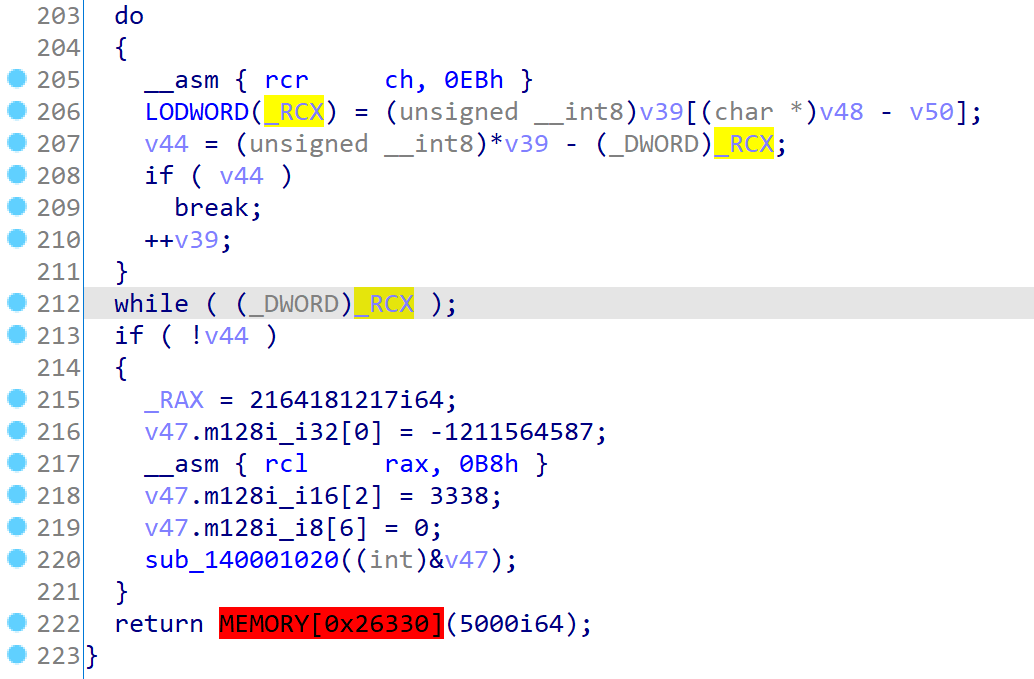 203 do
204 {
205 __asm { rcr ch, 0EBh }
206 LODWORD(_RCX) = (unsigned __int8)v39[(char *)v48 - v50];
207 v44 = (unsigned __int8)*v39 - (_DWORD)_RCX;
208 if ( v44 )
209 break;
210 ++v39;
211 }
212 while ( (_DWORD)_RCX );
213 if ( !v44 )
214 {
215 _RAX = 2164181217i64;
216 v47.m128i_i32[0] = -1211564587;
217 __asm { rcl rax, 0B8h }
218 v47.m128i_i16[2] = 3338;
219 v47.m128i_i8[6] = 0;
220 sub_140001020((int)&v47);
221 }
222 return MEMORY[0x26330](5000i64);
223 }